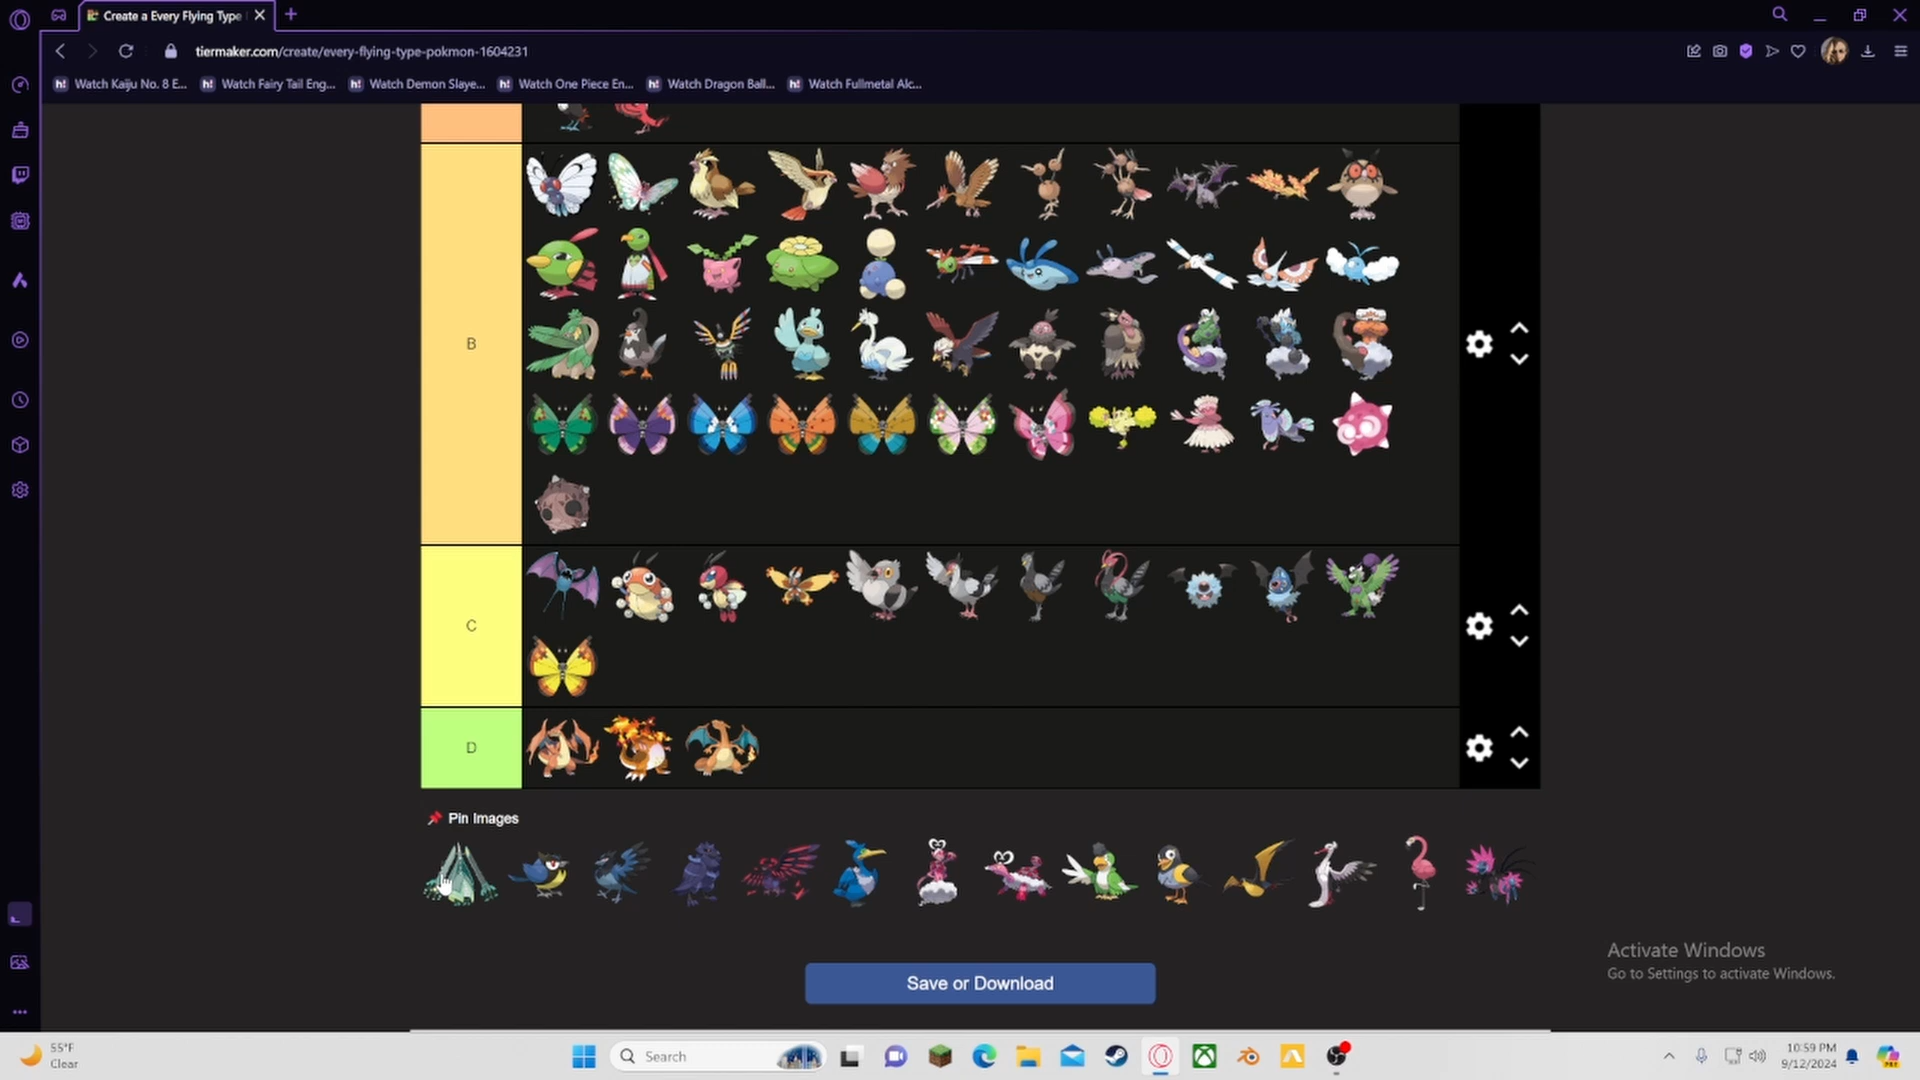 Create a Every Flying Type
tiermaker.com/create/every-flying-type-pokmon-1604231
h! Watch Kaiju No. 8 E...
h! Watch Fairy Tail Eng...
h! Watch Demon Slaye...
h! Watch One Piece En...
h! Watch Dragon Ball...
h! Watch Fullmetal Alc...
B
C
D
Pin Images
Save or Download
Activate Windows
Go to Settings to activate Windows.
55°F
Clear
Search
10:59 PM
9/12/2024